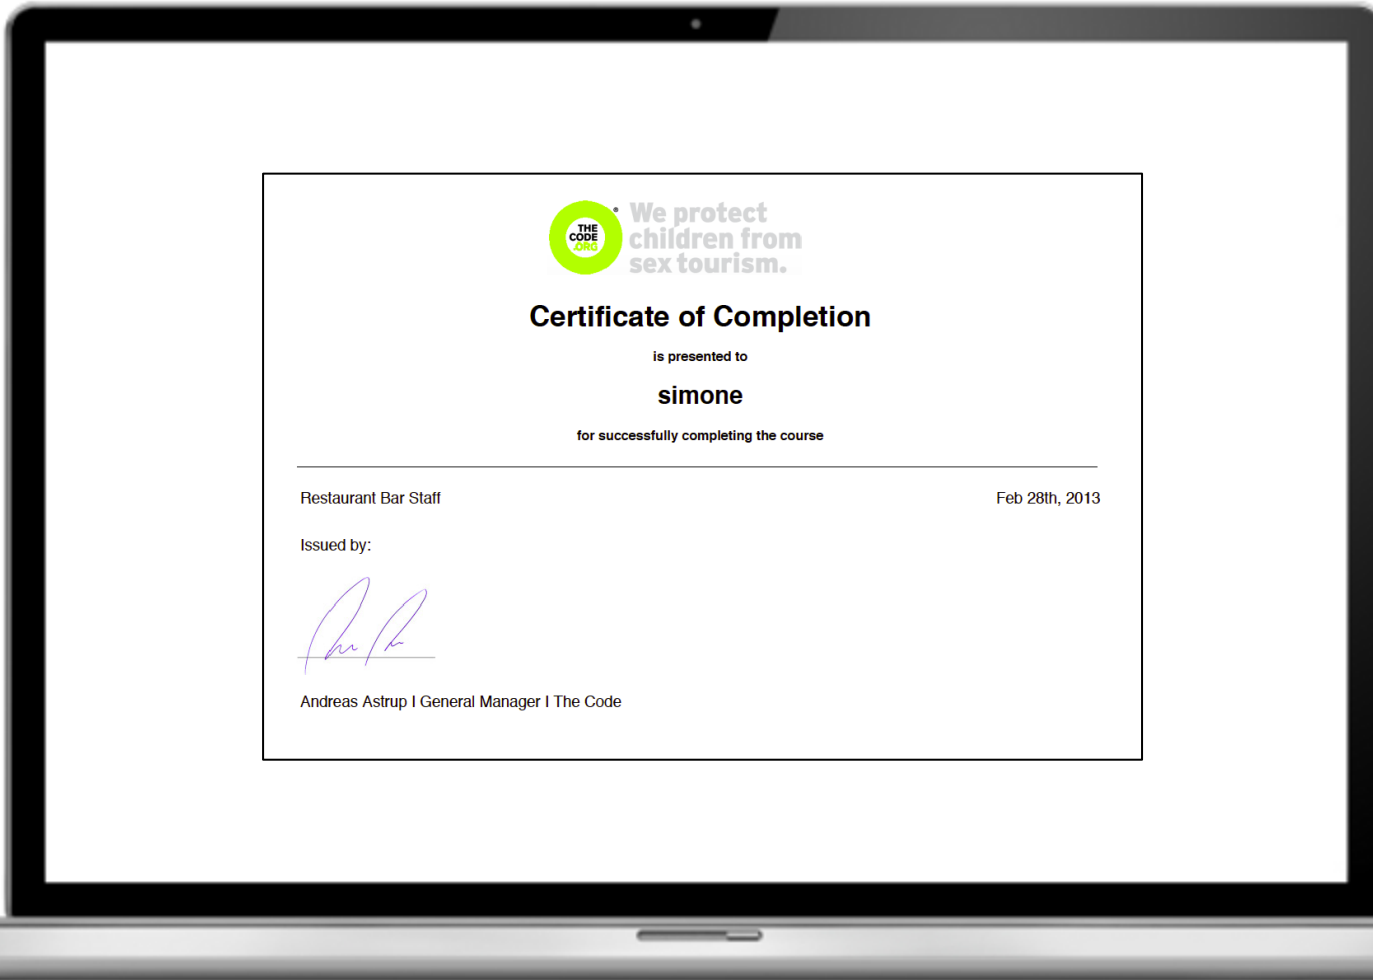 THE
CODE
.ORG
We protect
children from
sex tourism.
Certificate of Completion
is presented to
simone
for successfully completing the course
Restaurant Bar Staff
Feb 28th, 2013
Issued by:
Andreas Astrup I General Manager I The Code